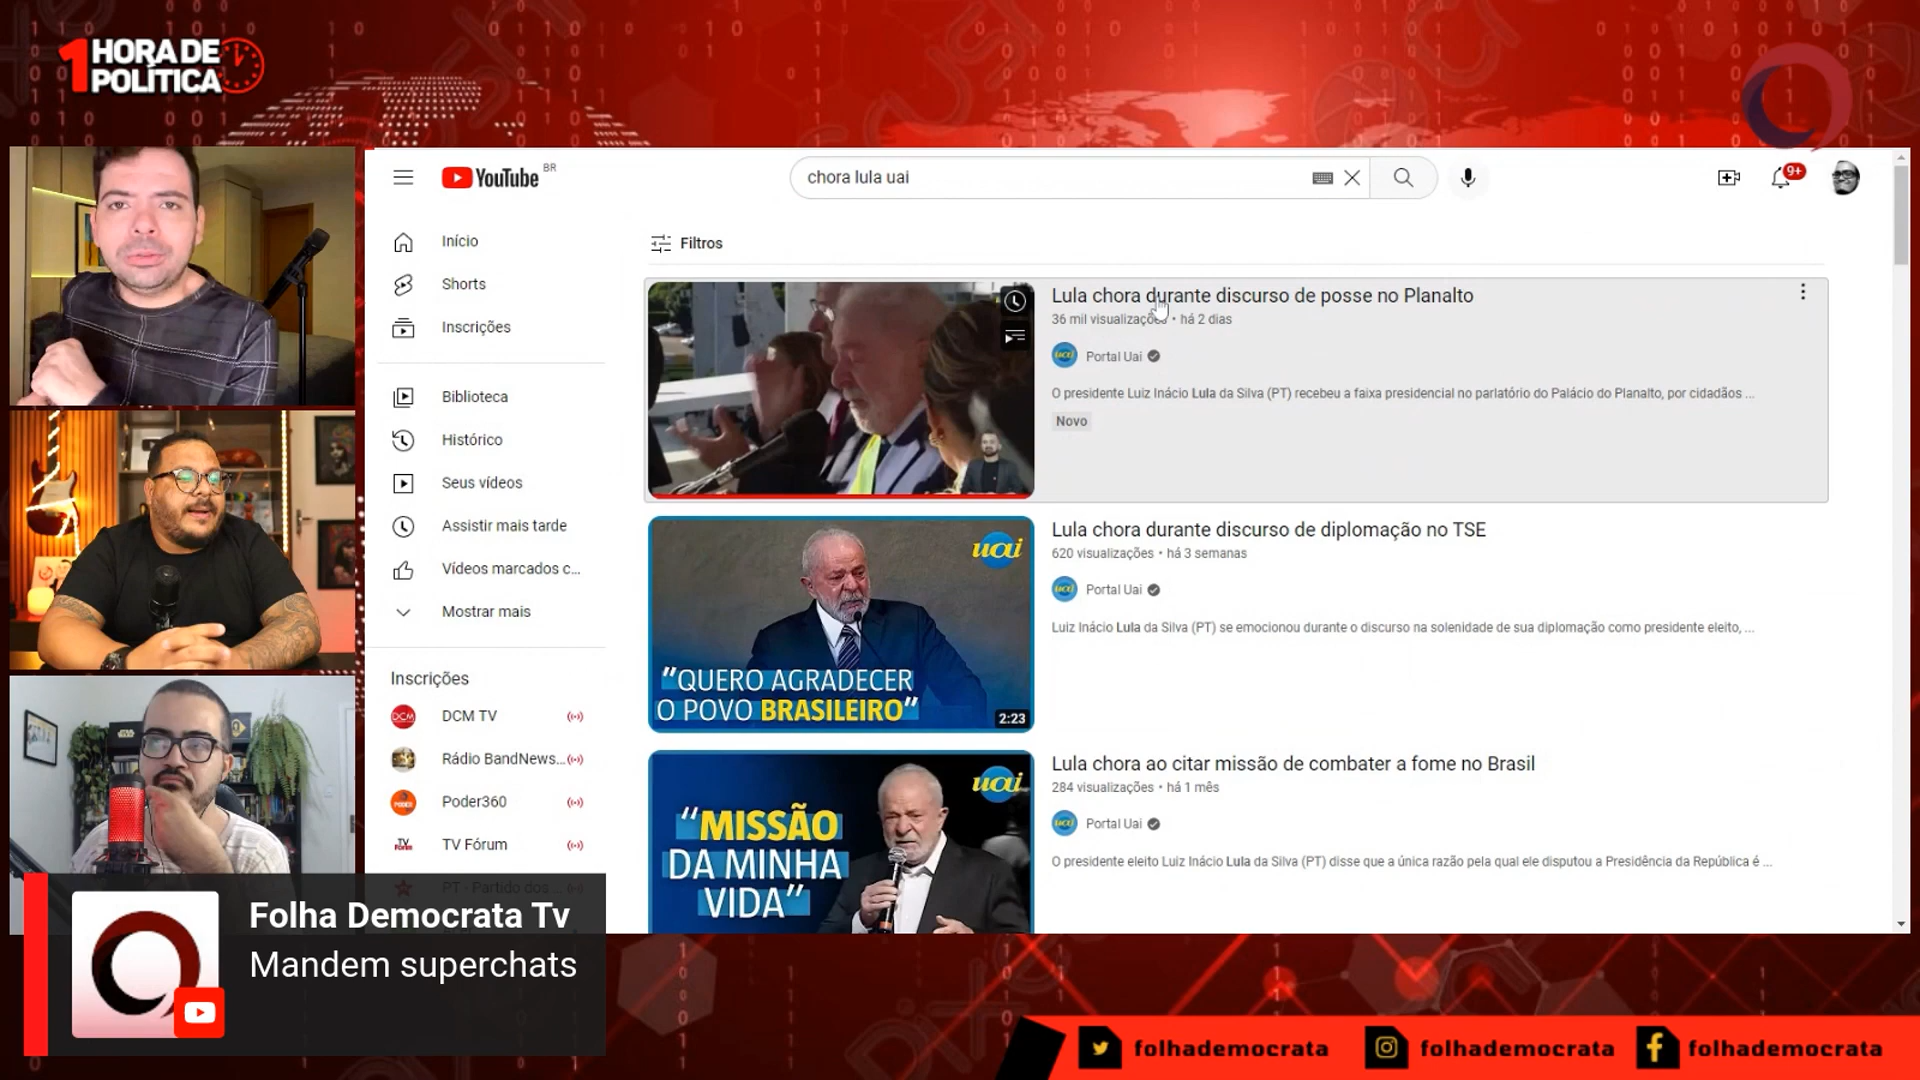 1 HORA DE
POLÍTICA
YouTube BR
chora lula uai
9+
Início
Shorts
Inscrições
Biblioteca
Histórico
Seus vídeos
Assistir mais tarde
Vídeos marcados c...
Mostrar mais
Inscrições
DCM TV
Rádio BandNews...
Poder360
TV Fórum
PT - Partido dos...
Filtros
Lula chora durante discurso de posse no Planalto
36 mil visualizações • há 2 dias
Portal Uai
O presidente Luiz Inácio Lula da Silva (PT) recebeu a faixa presidencial no parlatório do Palácio do Planalto, por cidadãos ...
Novo
uai
"QUERO AGRADECER
O POVO BRASILEIRO"
2:23
Lula chora durante discurso de diplomação no TSE
620 visualizações • há 3 semanas
Portal Uai
Luiz Inácio Lula da Silva (PT) se emocionou durante o discurso na solenidade de sua diplomação como presidente eleito, ...
uai
"MISSÃO
DA MINHA
VIDA"
Lula chora ao citar missão de combater a fome no Brasil
284 visualizações • há 1 mês
Portal Uai
O presidente eleito Luiz Inácio Lula da Silva (PT) disse que a única razão pela qual ele disputou a Presidência da República é ...
Folha Democrata Tv
Mandem superchats
folhademocrata
folhademocrata
folhademocrata